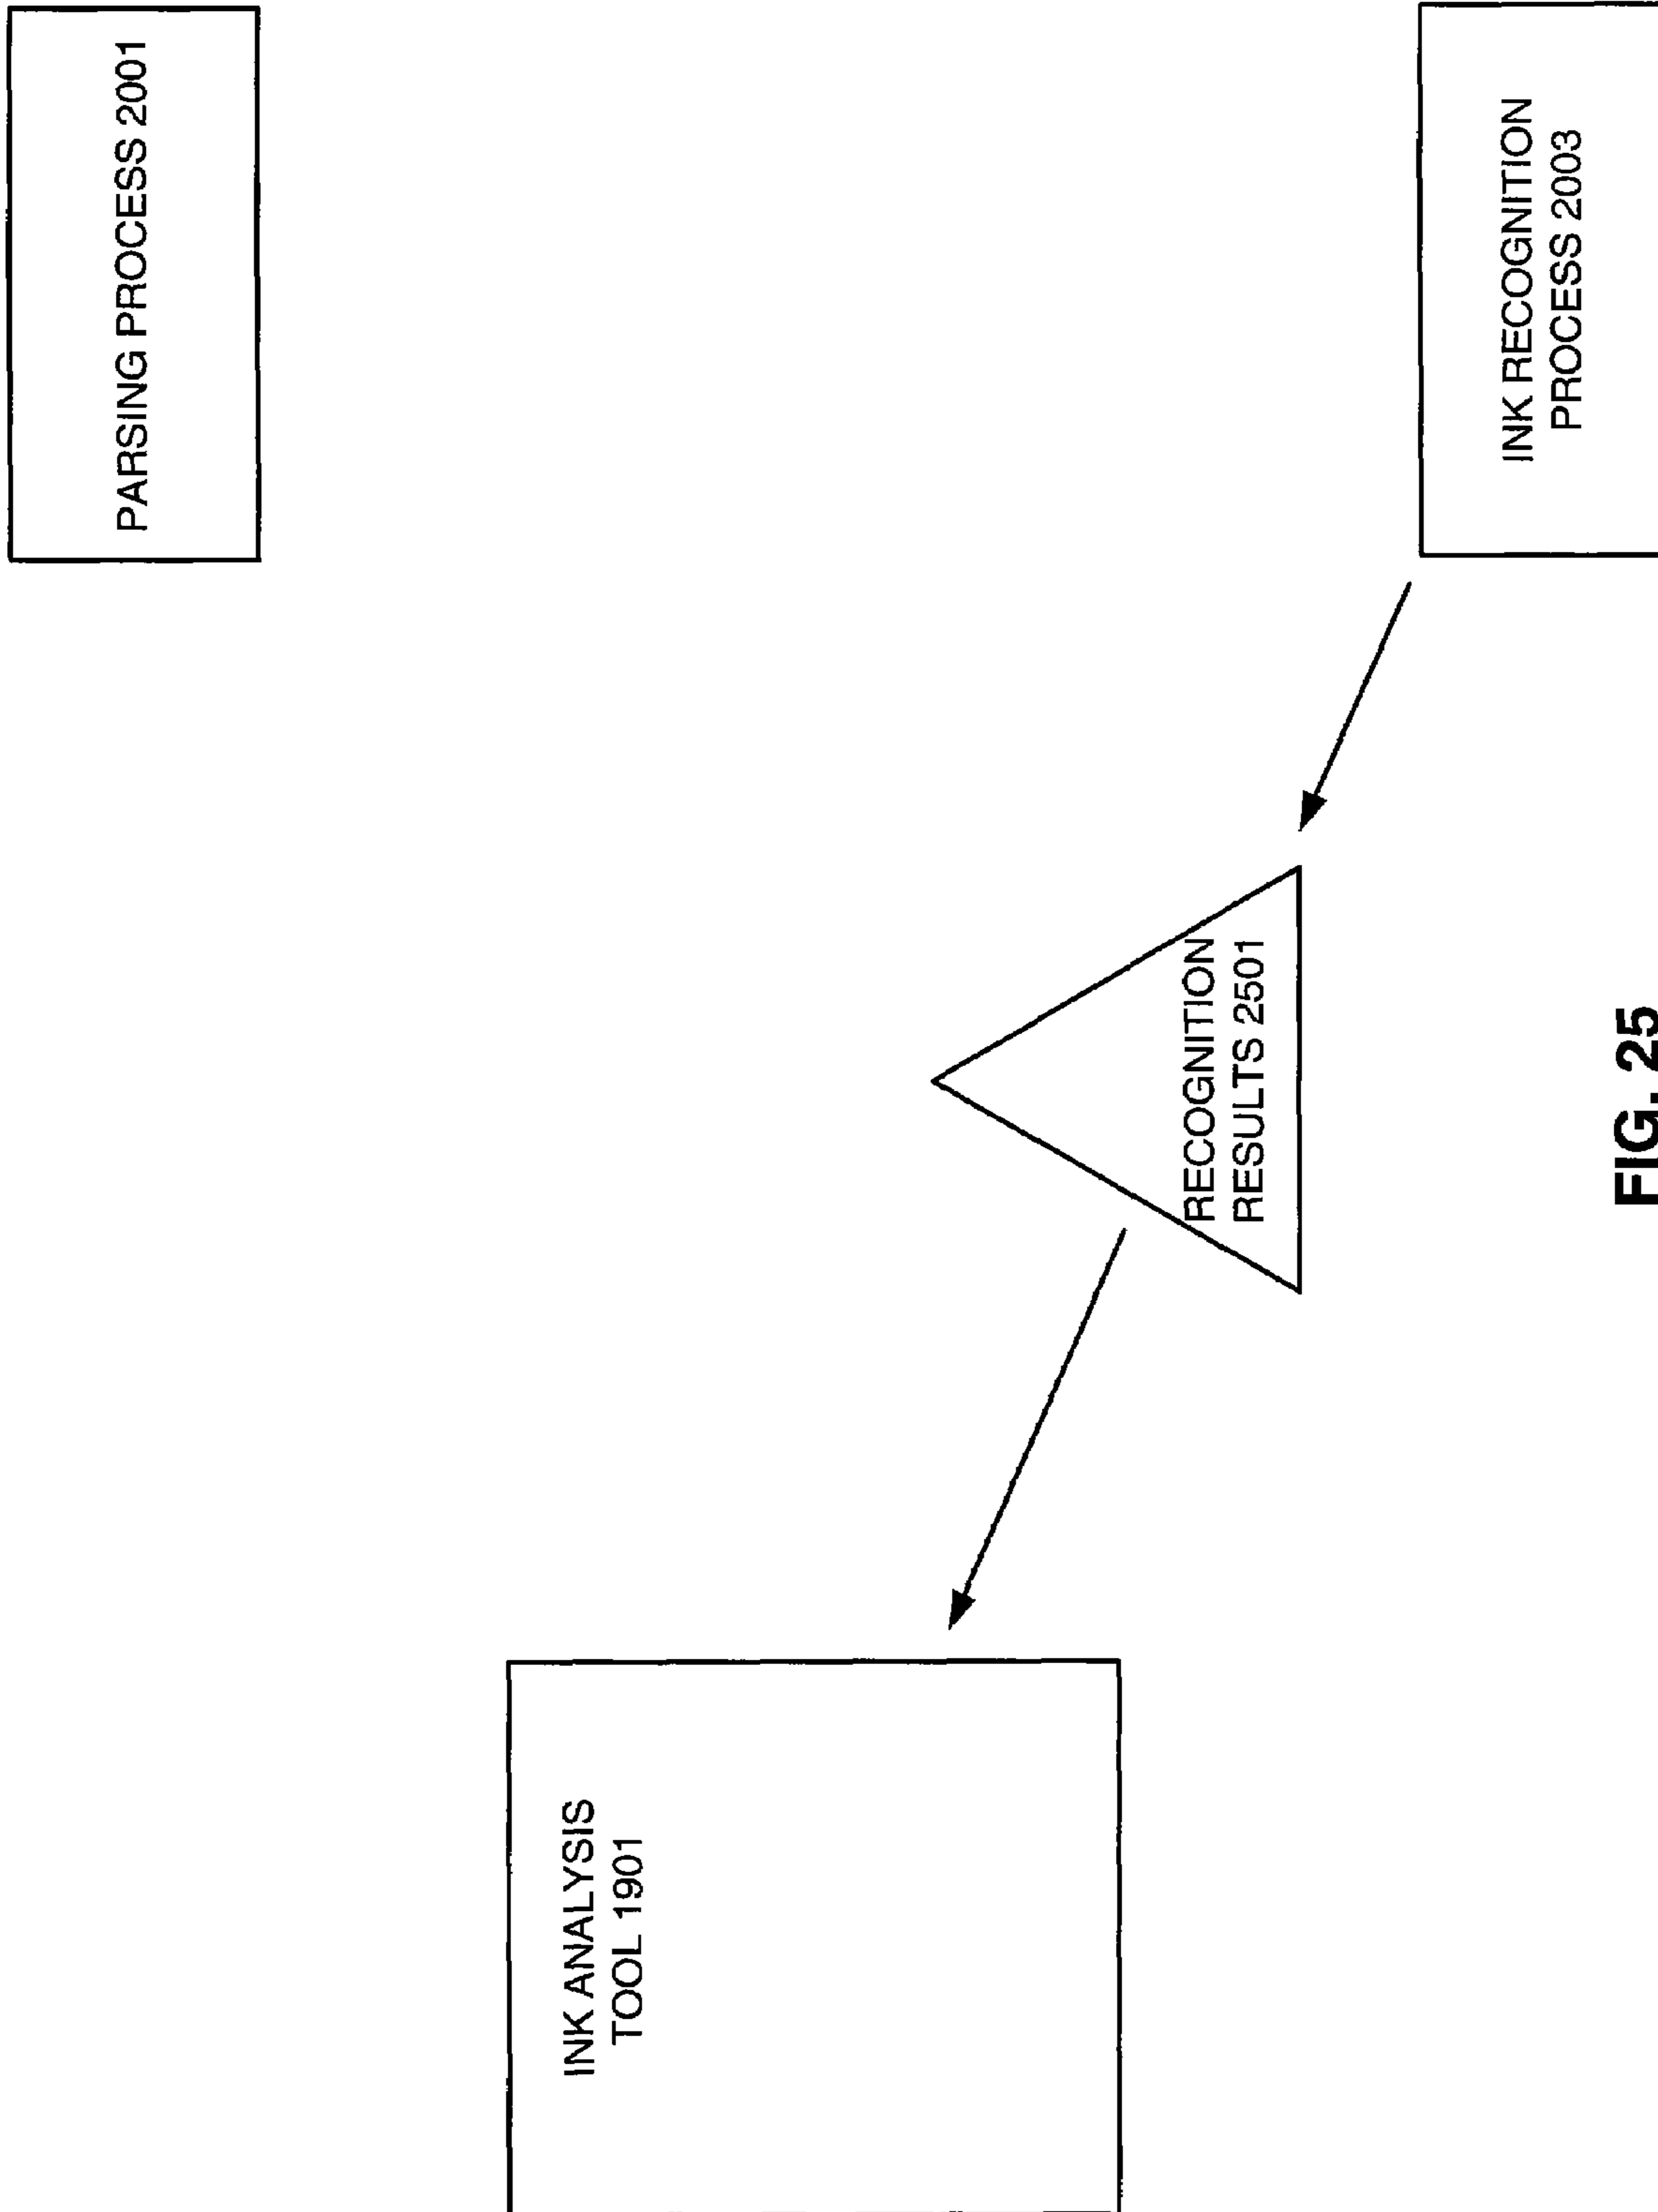 PARSING PROCESS 2001
INK ANALYSIS
TOOL 1901
RECOGNITION
RESULTS 2501
INK RECOGNITION
PROCESS 2003
FIG. 25